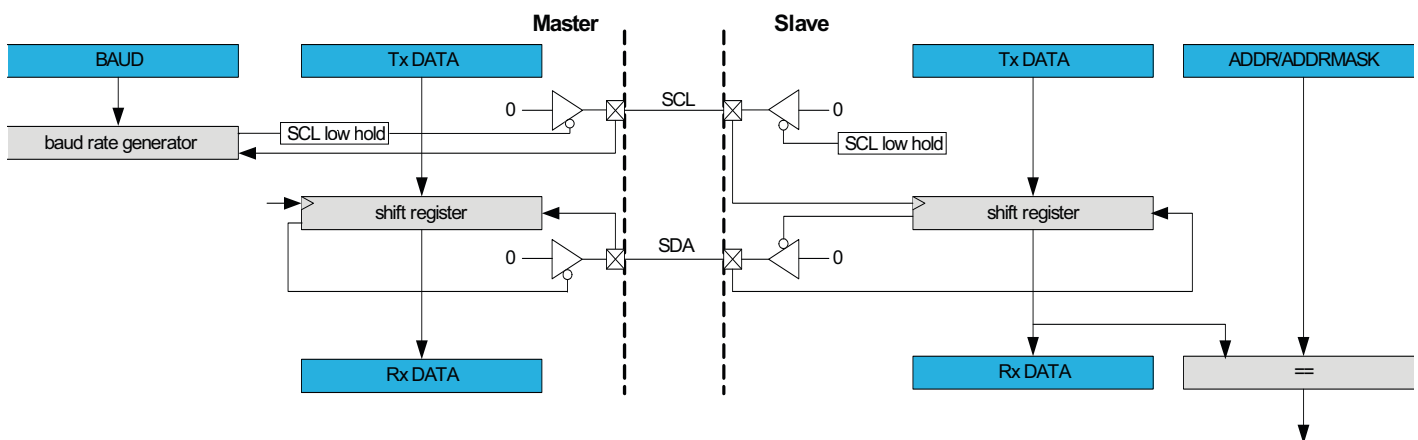 Master Slave
BAUD Tx DATA Tx DATA ADDR/ADDRMASK
0 SCL 0
baud rate generator SCL low hold SCL low hold
shift register shift register
0 SDA 0
Rx DATA Rx DATA ==